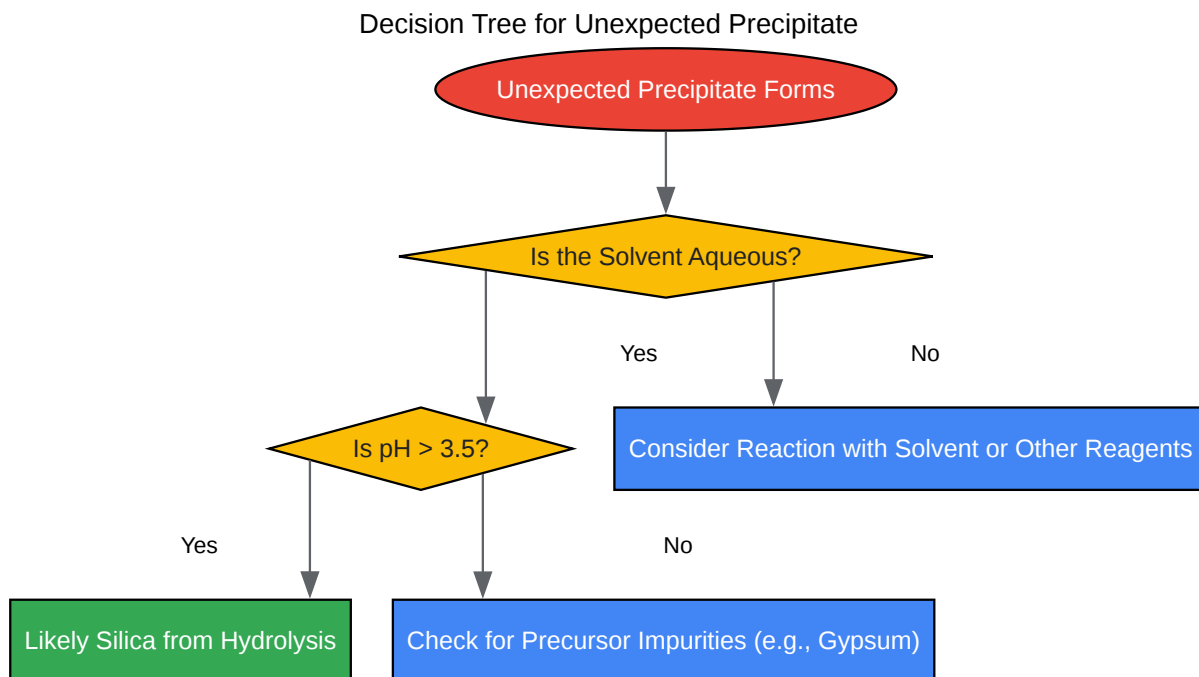 Decision Tree for Unexpected Precipitate
Unexpected Precipitate Forms
Is the Solvent Aqueous?
Yes
No
Is pH > 3.5?
Consider Reaction with Solvent or Other Reagents
Yes
No
Likely Silica from Hydrolysis
Check for Precursor Impurities (e.g., Gypsum)